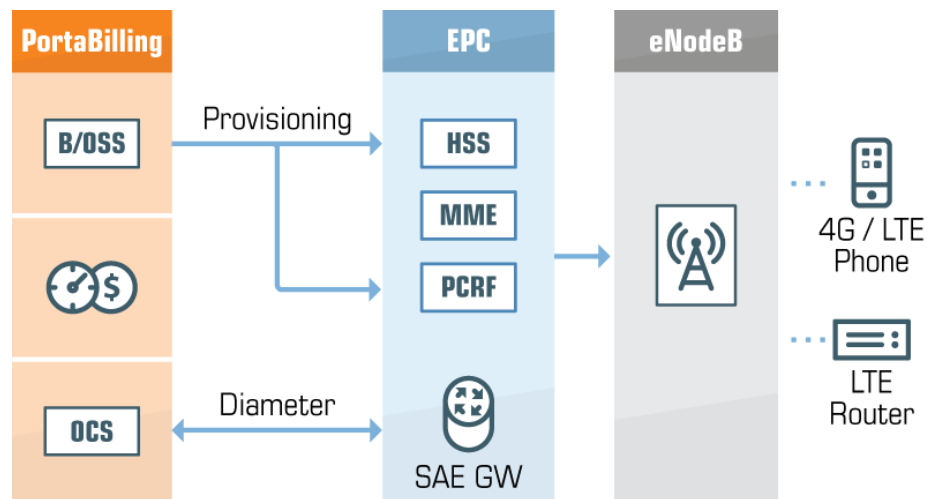 PortaBilling
EPC
eNodeB
B/OSS
Provisioning
HSS
MME
PCRF
4G / LTE
Phone
$
OCS
Diameter
SAE GW
LTE
Router